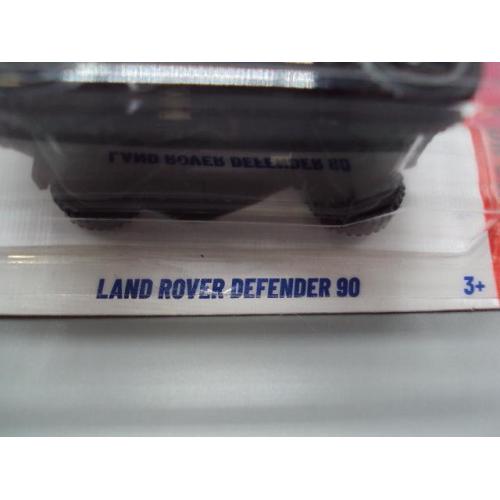 LAND ROVER DEFENDER 90
3+